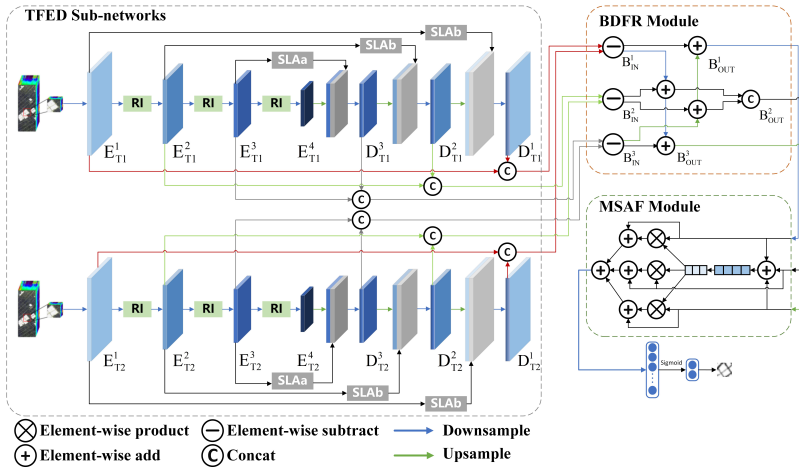 TFED Sub-networks
BDFR Module
SLAb
SLAb
SLAa
RI
RI
RI
E¹T1
E²T1
E³T1
E⁴T1
D³T1
D²T1
D¹T1
C
C
C
B¹IN
B¹OUT
B²IN
C
B²OUT
B³IN
B³OUT
MSAF Module
C
C
C
RI
RI
RI
E¹T2
E²T2
E³T2
E⁴T2
D³T2
D²T2
D¹T2
SLAa
SLAb
SLAb
Sigmoid
Element-wise product
Element-wise subtract
Downsample
Element-wise add
C Concat
Upsample